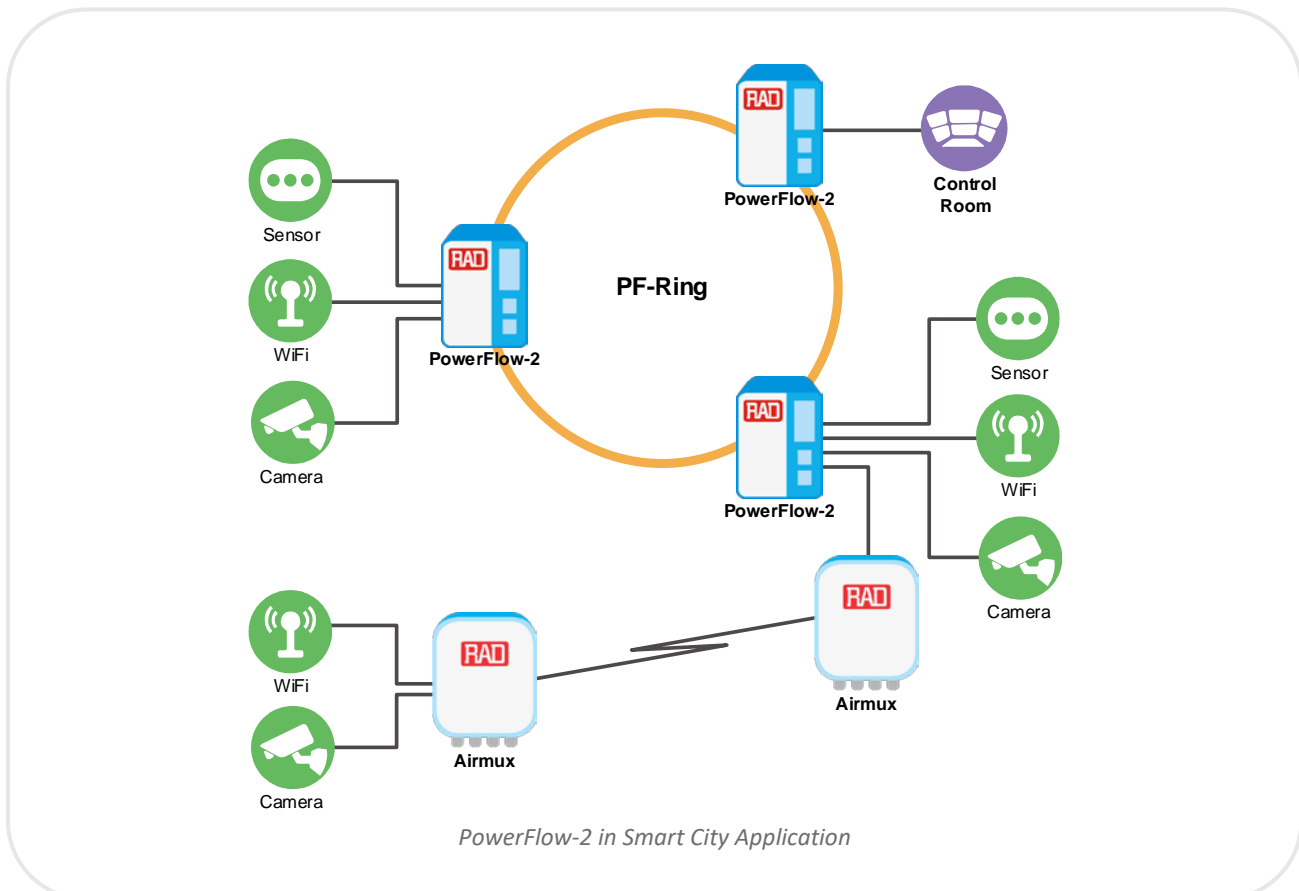 RAD
PowerFlow-2
Control
Room
Sensor
WiFi
Camera
RAD
PowerFlow-2
PF-Ring
RAD
PowerFlow-2
Sensor
WiFi
Camera
RAD
Airmux
WiFi
Camera
RAD
Airmux
PowerFlow-2 in Smart City Application